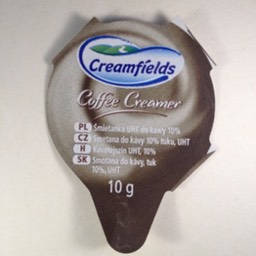 Creamfields
Coffee Creamer
PL Śmietanka UHT do kawy 10%
CZ Smetana do kávy 10% tuku, UHT
H Kávétejszín UHT, 10%
SK Smotana do kávy, tuk
10%, UHT
10 g